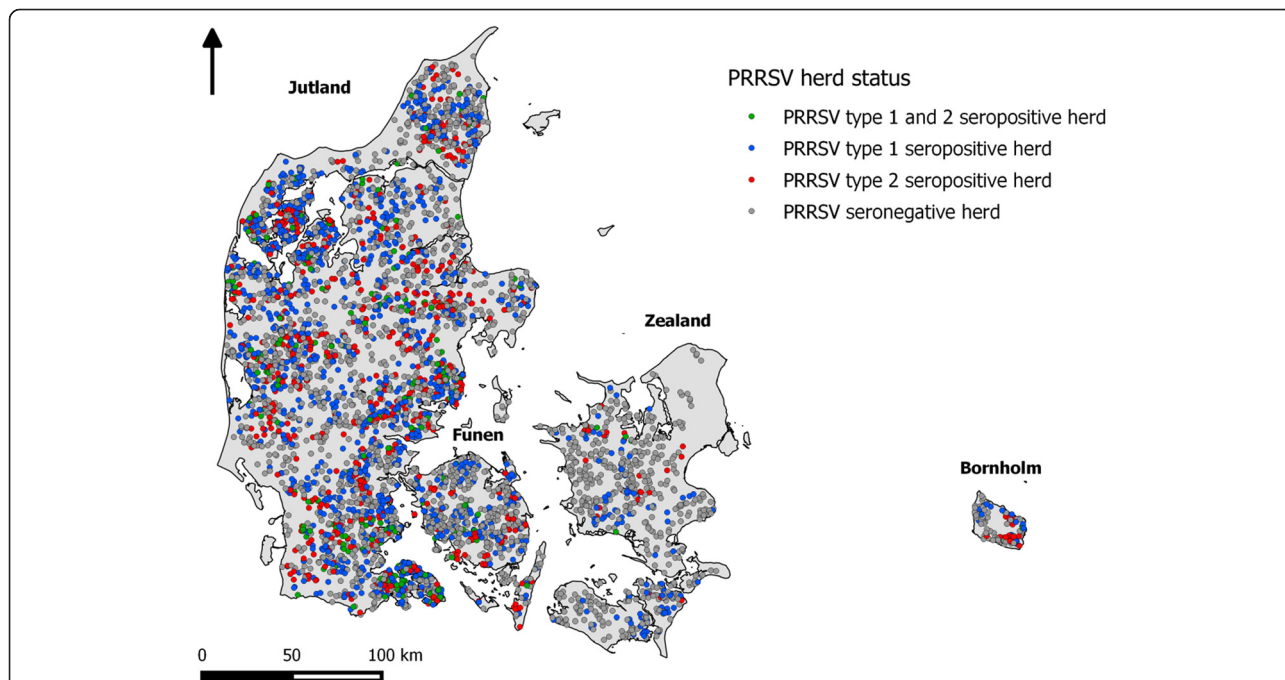 Jutland
PRRSV herd status
PRRSV type 1 and 2 seropositive herd
PRRSV type 1 seropositive herd
PRRSV type 2 seropositive herd
PRRSV seronegative herd
Zealand
Funen
Bornholm
0 50 100 km